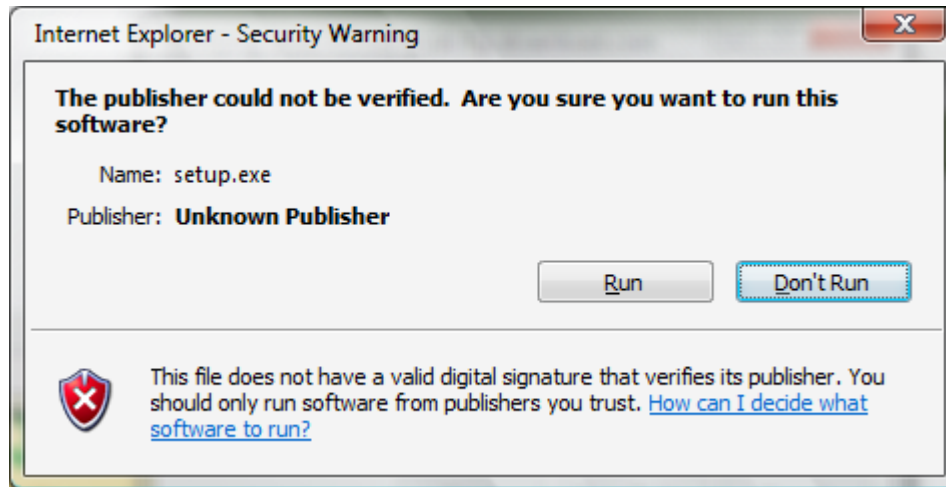 Internet Explorer - Security Warning
The publisher could not be verified.  Are you sure you want to run this
software?
Name: setup.exe
Publisher: Unknown Publisher
Run
Don't Run
This file does not have a valid digital signature that verifies its publisher. You
should only run software from publishers you trust. How can I decide what
software to run?